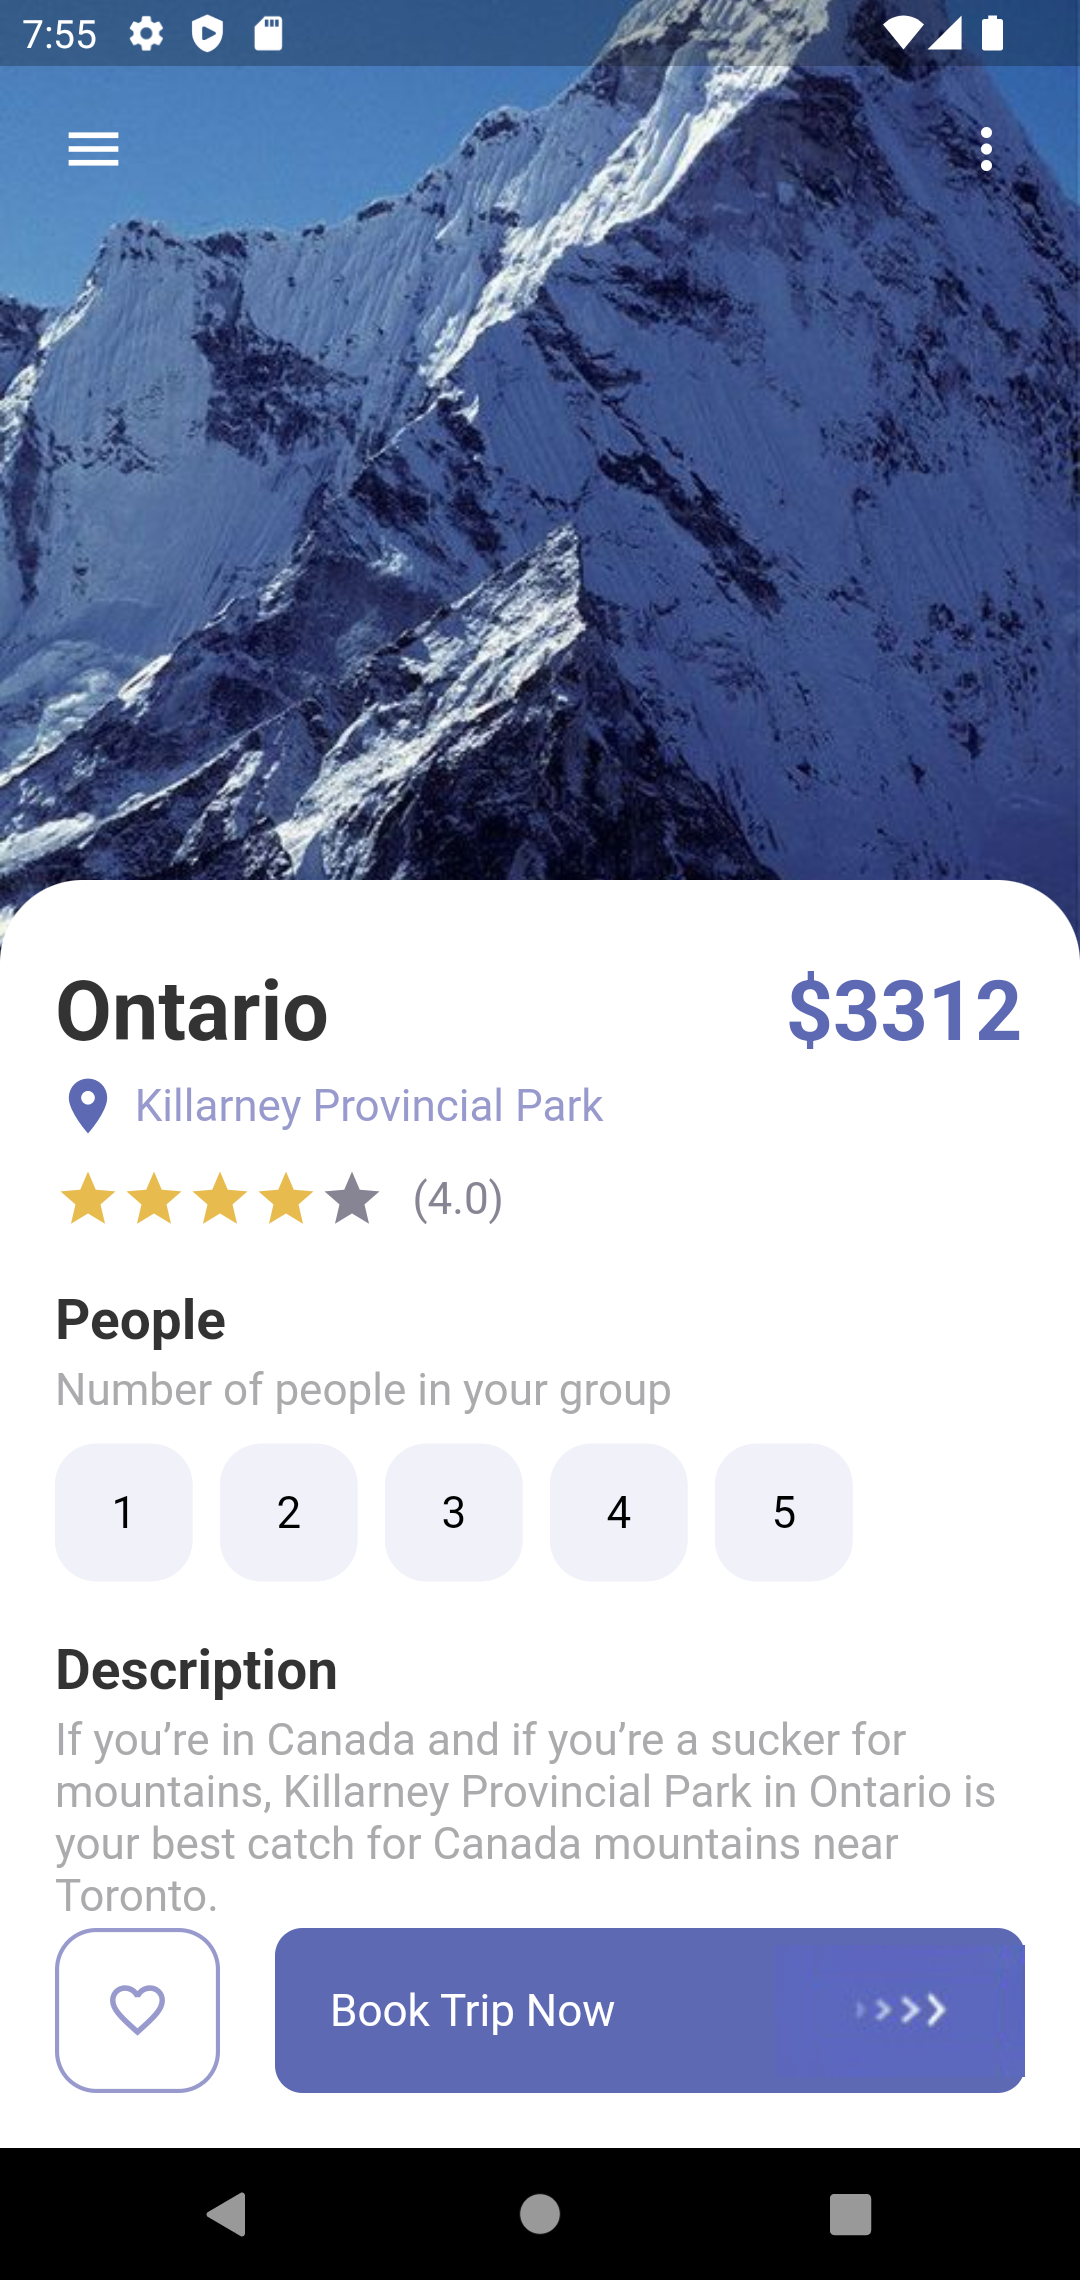 7:55
Ontario
$3312
Killarney Provincial Park
(4.0)
People
Number of people in your group
1 2 3 4 5
Description
If you’re in Canada and if you’re a sucker for
mountains, Killarney Provincial Park in Ontario is
your best catch for Canada mountains near
Toronto.
Book Trip Now